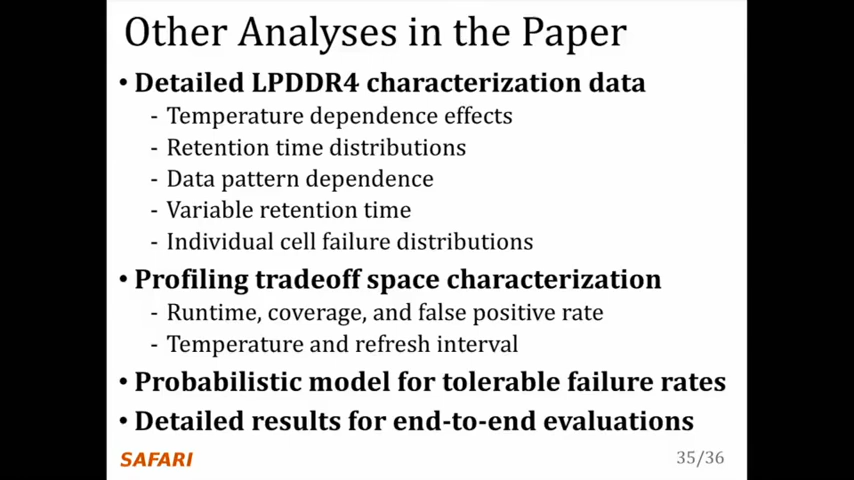 Other Analyses in the Paper
• Detailed LPDDR4 characterization data
- Temperature dependence effects
- Retention time distributions
- Data pattern dependence
- Variable retention time
- Individual cell failure distributions
• Profiling tradeoff space characterization
- Runtime, coverage, and false positive rate
- Temperature and refresh interval
• Probabilistic model for tolerable failure rates
• Detailed results for end-to-end evaluations
SAFARI
35/36